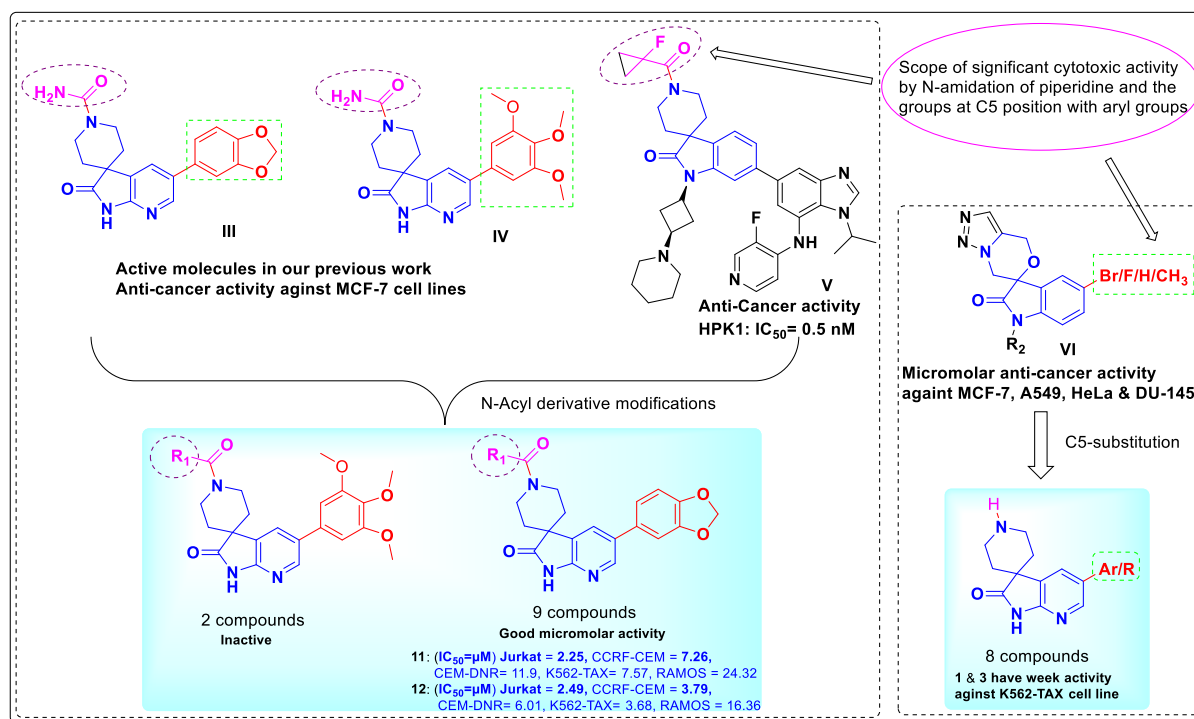 H2N
O
N
O
N
H
N
O
O
III
H2N
O
N
O
N
H
N
O
O
O
IV
Active molecules in our previous work
Anti-cancer activity aginst MCF-7 cell lines
F
O
N
O
N
N
F
N
NH
N
N
N
V
Anti-Cancer activity
HPK1: IC50= 0.5 nM
Scope of significant cytotoxic activity
by N-amidation of piperidine and the
groups at C5 position with aryl groups
N
N
N
O
O
N
R2
Br/F/H/CH3
VI
Micromolar anti-cancer activity
againt MCF-7, A549, HeLa & DU-145
C5-substitution
N-Acyl derivative modifications
R1
O
N
O
N
H
N
O
O
O
2 compounds
Inactive
R1
O
N
O
N
H
N
O
O
9 compounds
Good micromolar activity
11: (IC50=µM) Jurkat = 2.25, CCRF-CEM = 7.26,
CEM-DNR= 11.9, K562-TAX= 7.57, RAMOS = 24.32
12: (IC50=µM) Jurkat = 2.49, CCRF-CEM = 3.79,
CEM-DNR= 6.01, K562-TAX= 3.68, RAMOS = 16.36
H
N
O
N
H
N
Ar/R
8 compounds
1 & 3 have week activity
against K562-TAX cell line